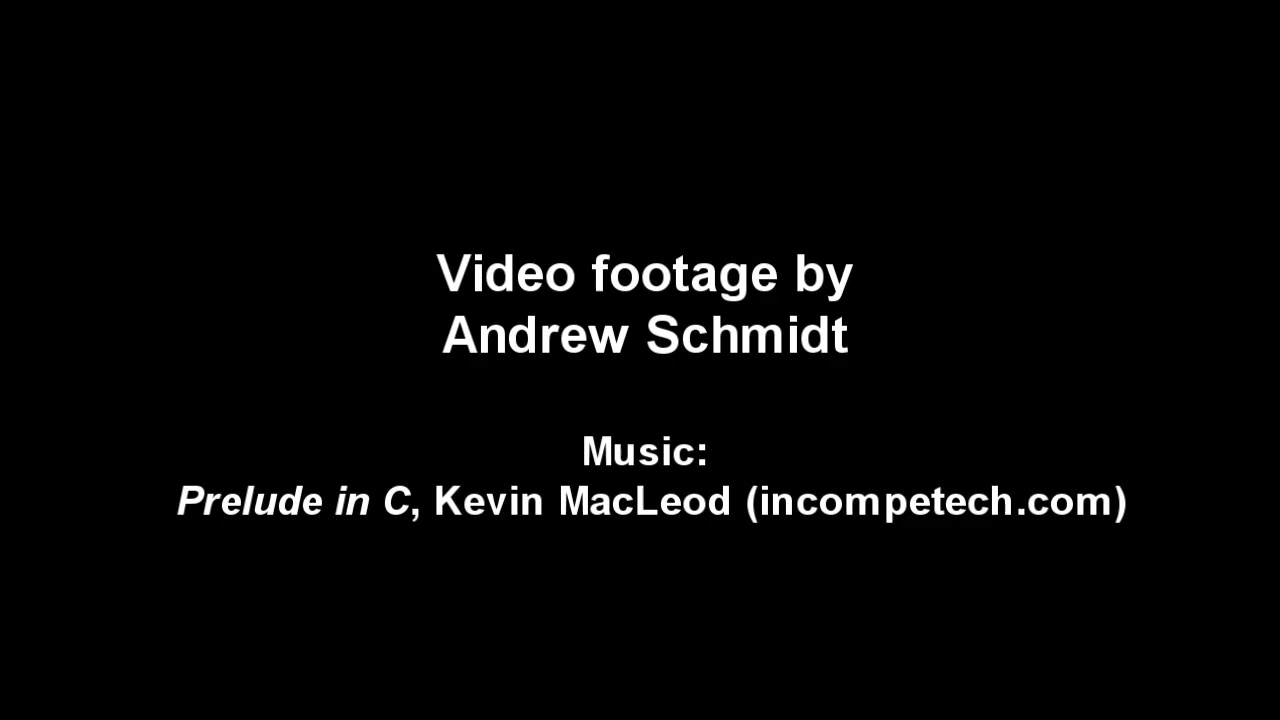 Video footage by
Andrew Schmidt
Music:
Prelude in C, Kevin MacLeod (incompetech.com)